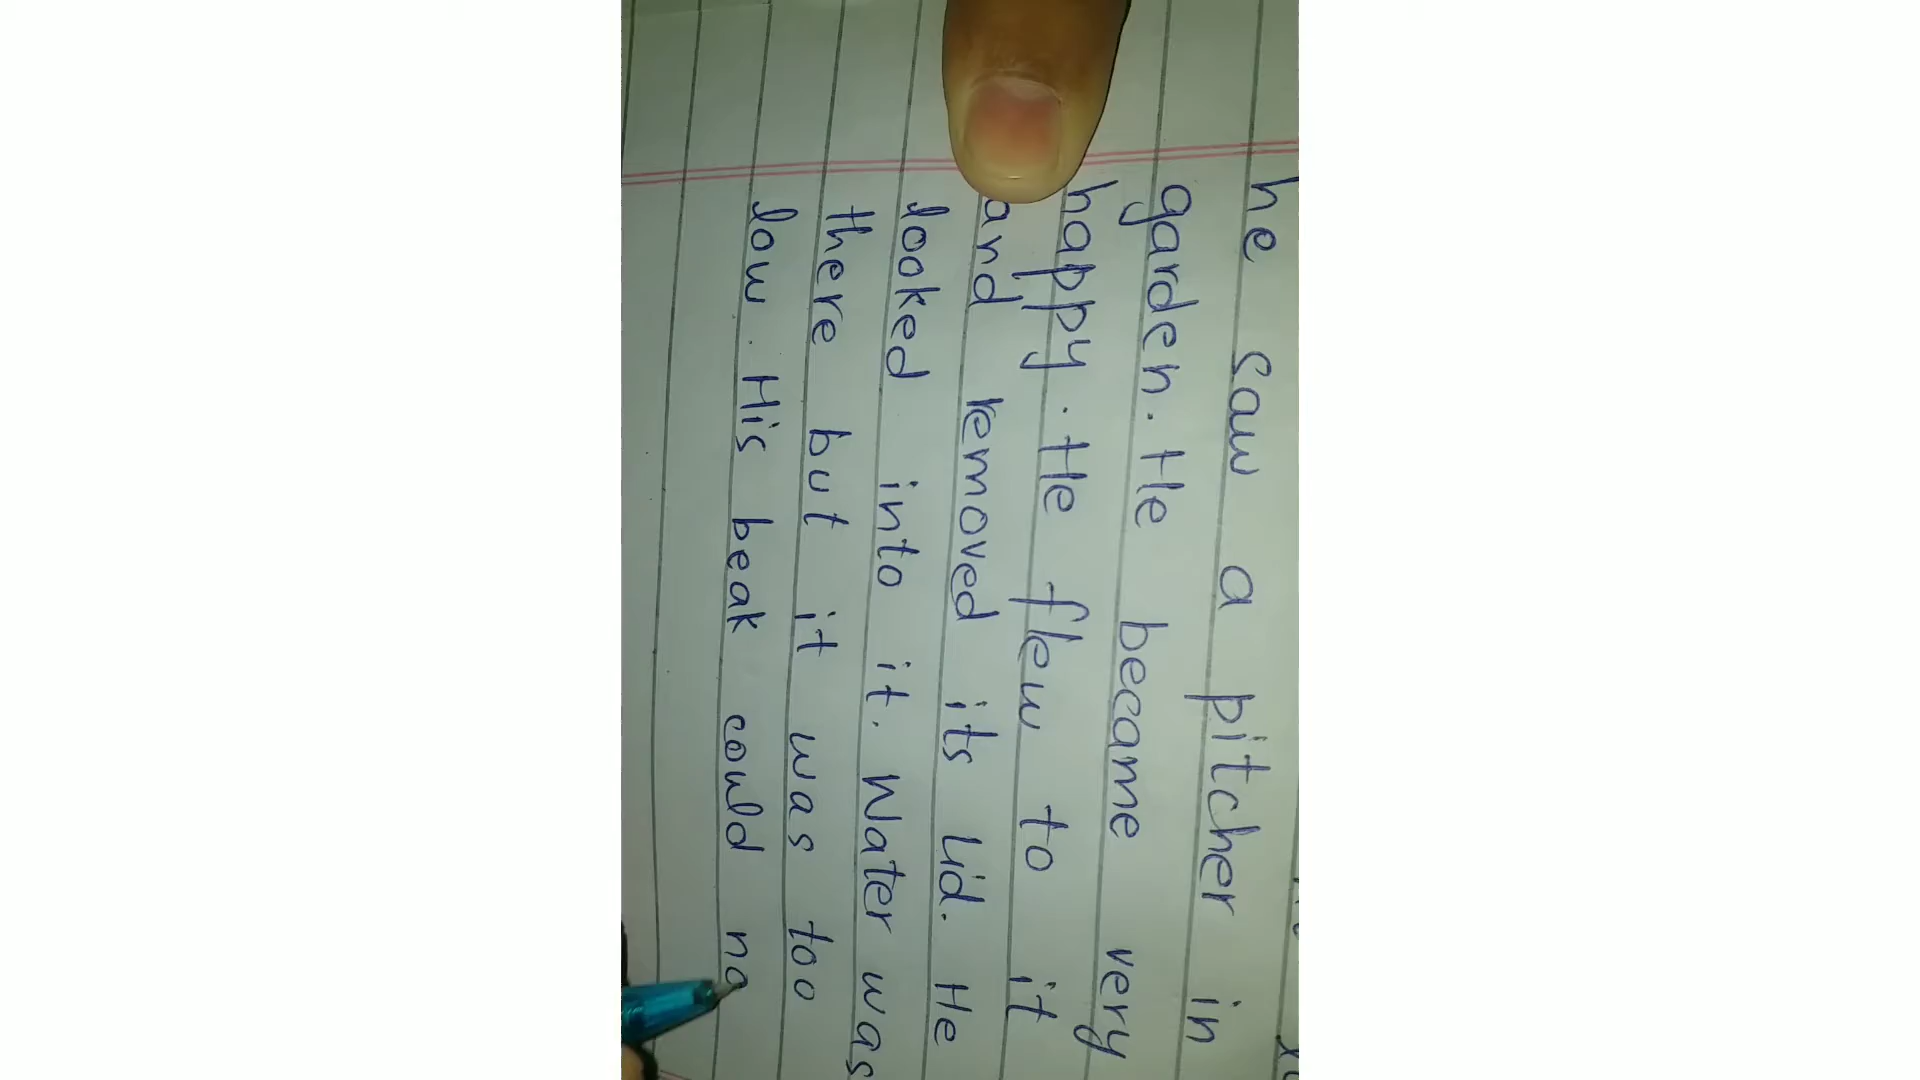 he saw a pitcher in
garden. He became very
happy. He flew to it
and removed its lid. He
looked into it. Water was
there but it was too
low. His beak could no